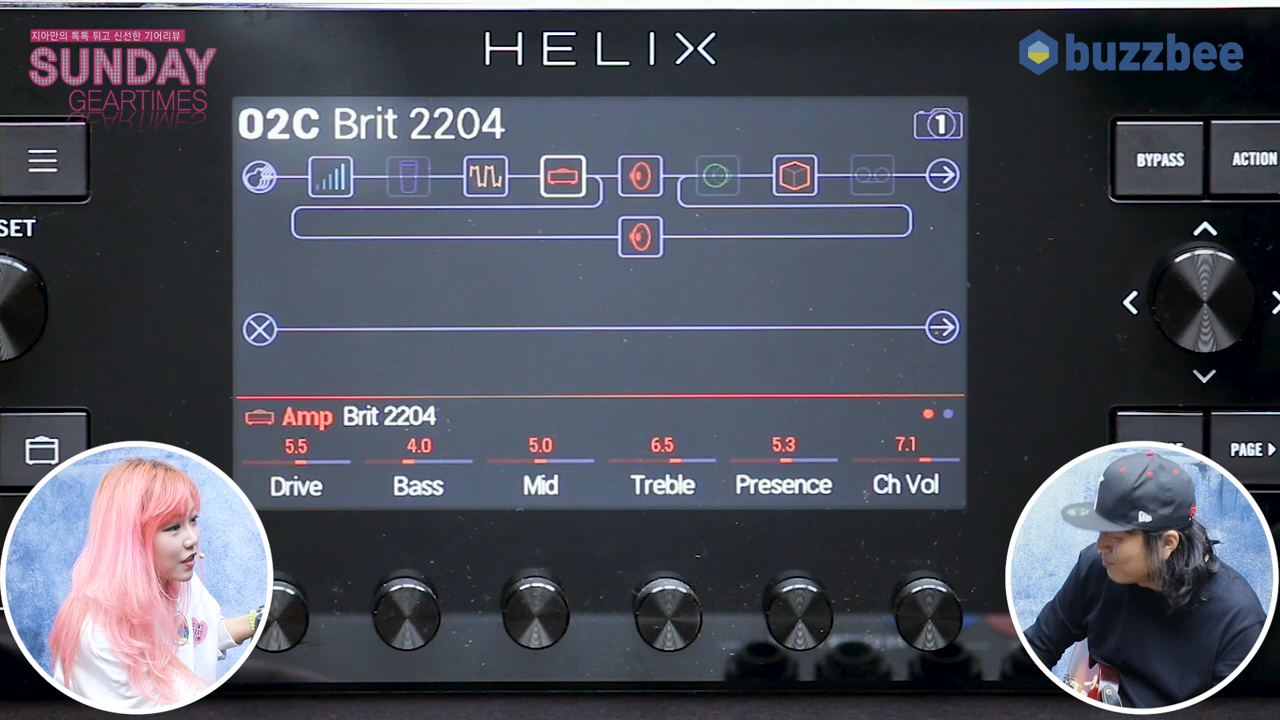 지아만의 톡톡 튀고 신선한 기어리뷰
SUNDAY
GEARTIMES
HELIX
buzzbee
02C Brit 2204
1
BYPASS
ACTION
SET
Amp Brit 2204
5.5 4.0 5.0 6.5 5.3 7.1
Drive Bass Mid Treble Presence Ch Vol
PAGE